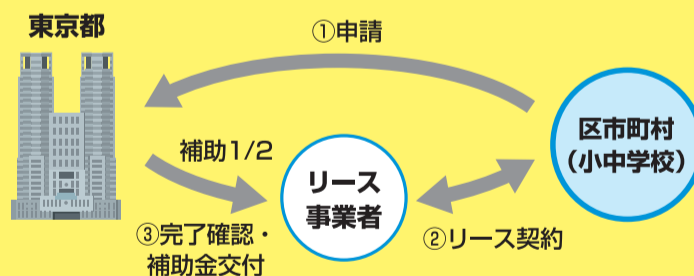 東京都
①申請
区市町村
（小中学校）
補助1/2
リース
事業者
②リース契約
③完了確認・
補助金交付